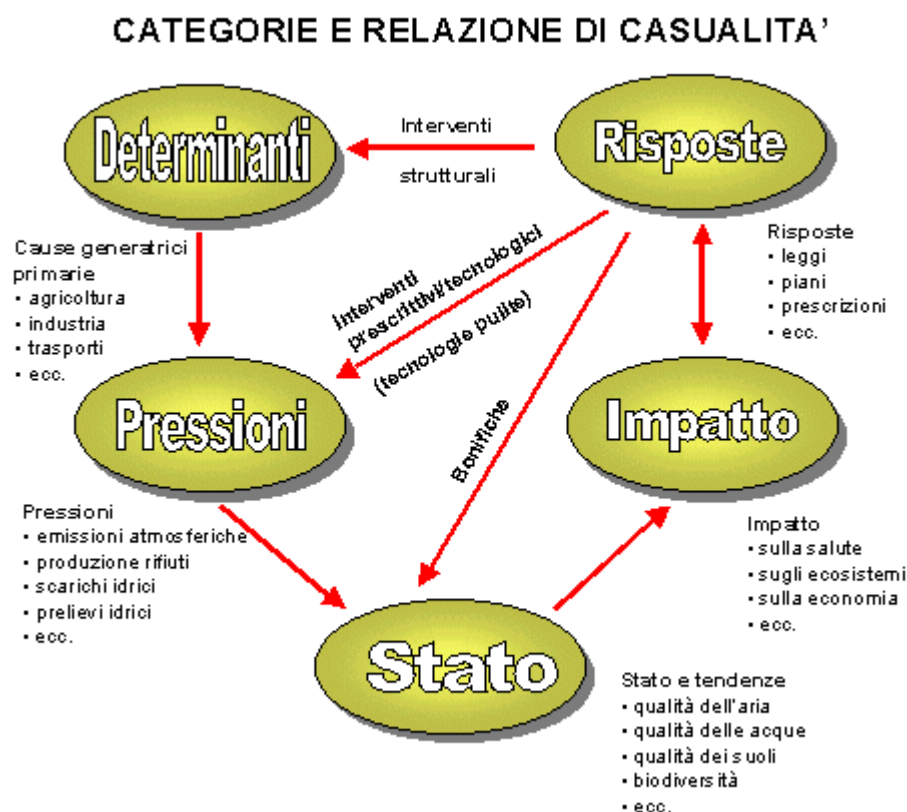 CATEGORIE E RELAZIONE DI CASUALITA'
Determinanti
Interventi
strutturali
Risposte
Cause generatrici
primarie
• agricoltura
• industria
• trasporti
• ecc.
Interventi
prescrittivi/tecnologici
(tecnologie pulite)
Risposte
• leggi
• piani
• prescrizioni
• ecc.
Pressioni
Bonifiche
Impatto
Pressioni
• emissioni atmosferiche
• produzione rifiuti
• scarichi idrici
• prelievi idrici
• ecc.
Impatto
• sulla salute
• sugli ecosistemi
• sulla economia
• ecc.
Stato
Stato e tendenze
• qualità dell'aria
• qualità delle acque
• qualità dei suoli
• biodiversità
• ecc.